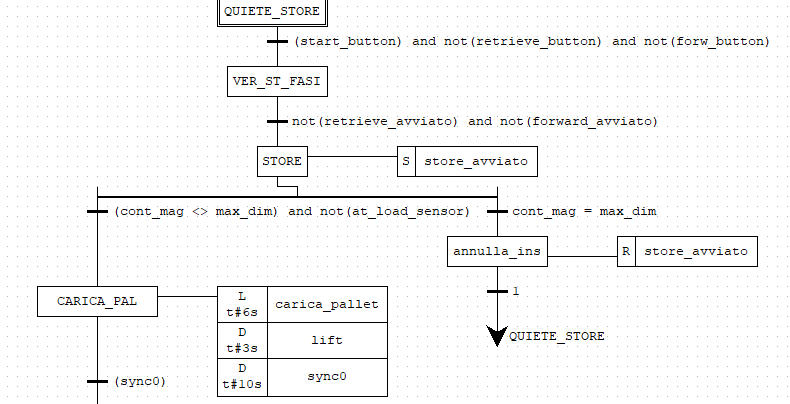 QUIETE_STORE
(start_button) and not(retrieve_button) and not(forw_button)
VER_ST_FASI
not(retrieve_avviato) and not(forward_avviato)
STORE
S store_avviato
(cont_mag <> max_dim) and not(at_load_sensor)
cont_mag = max_dim
annulla_ins
R store_avviato
CARICA_PAL
L
t#6s
carica_pallet
D
t#3s
lift
D
t#10s
sync0
1
QUIETE_STORE
(sync0)